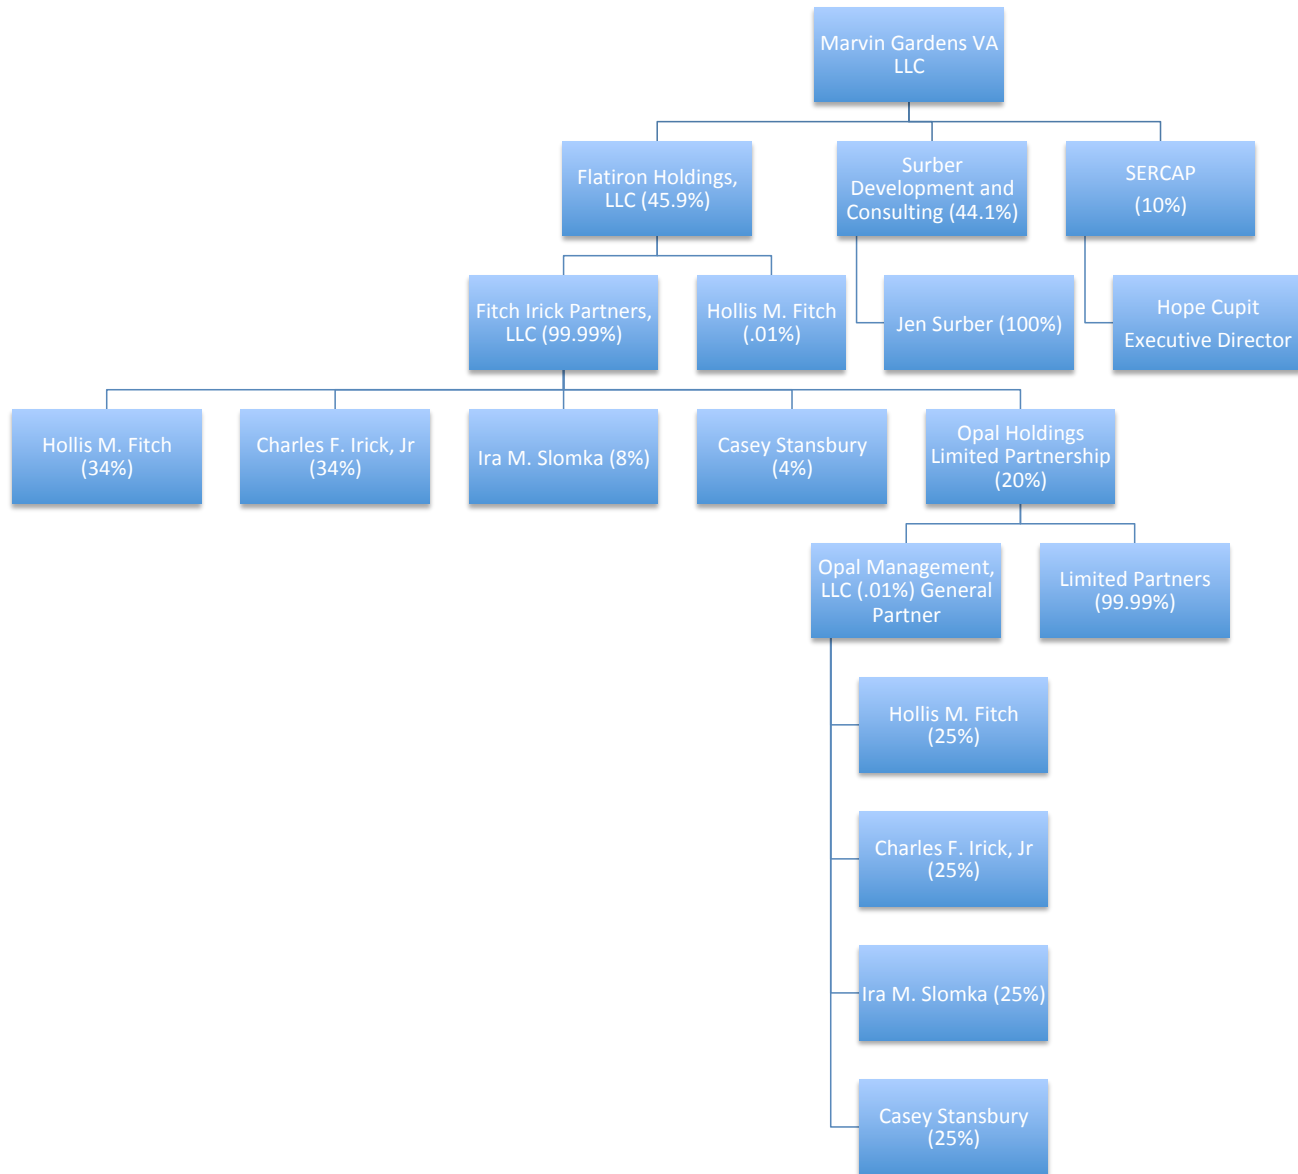 Marvin Gardens VA
LLC
Flatiron Holdings,
LLC (45.9%)
Surber
Development and
Consulting (44.1%)
SERCAP
(10%)
Fitch Irick Partners,
LLC (99.99%)
Hollis M. Fitch
(.01%)
Jen Surber (100%)
Hope Cupit
Executive Director
Hollis M. Fitch
(34%)
Charles F. Irick, Jr
(34%)
Ira M. Slomka (8%)
Casey Stansbury
(4%)
Opal Holdings
Limited Partnership
(20%)
Opal Management,
LLC (.01%) General
Partner
Limited Partners
(99.99%)
Hollis M. Fitch
(25%)
Charles F. Irick, Jr
(25%)
Ira M. Slomka (25%)
Casey Stansbury
(25%)